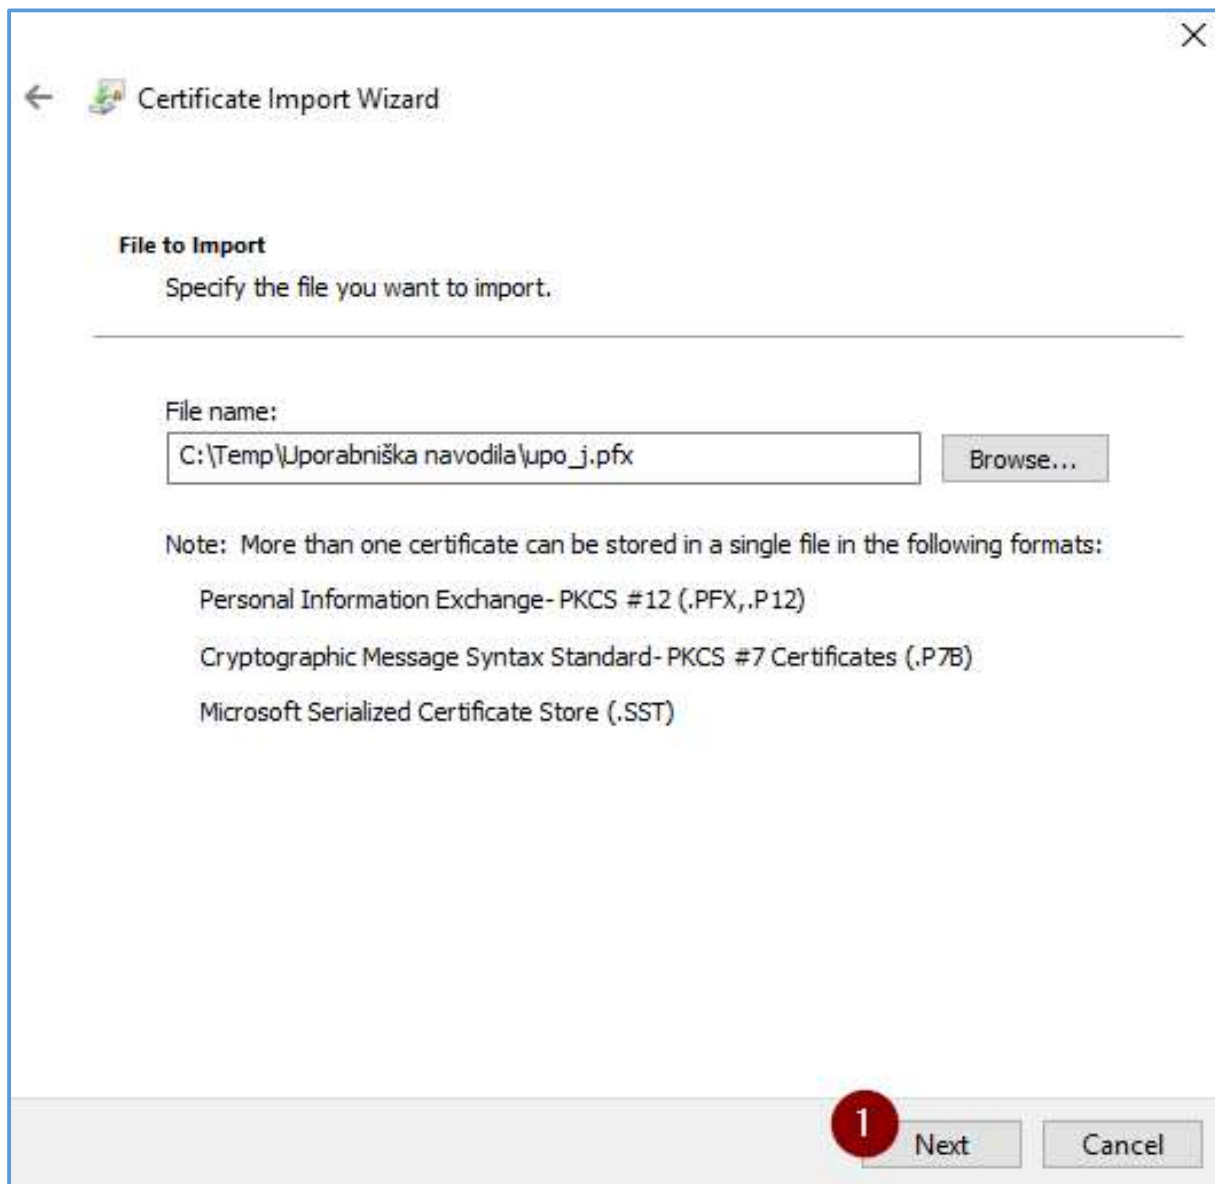 Certificate Import Wizard
File to Import
Specify the file you want to import.
File name:
C:\Temp\Uporabniška navodila\upo_j.pfx
Browse...
Note: More than one certificate can be stored in a single file in the following formats:
Personal Information Exchange- PKCS #12 (.PFX,.P12)
Cryptographic Message Syntax Standard- PKCS #7 Certificates (.P7B)
Microsoft Serialized Certificate Store (.SST)
1
Next
Cancel